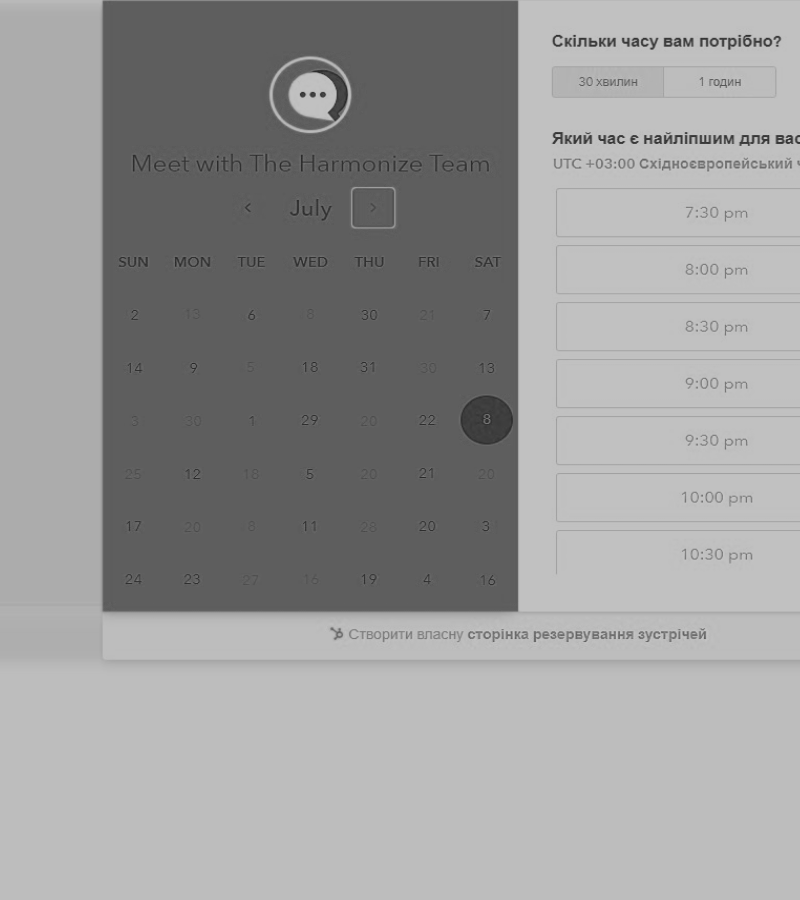 Meet with The Harmonize Team
July
SUN MON TUE WED THU FRI SAT
2 13 6 8 30 21 7
14 9 5 18 31 30 13
3 30 1 29 20 22 8
25 12 18 5 20 21 20
17 20 8 11 28 20 3
24 23 27 16 19 4 16
Скільки часу вам потрібно?
30 хвилин 1 годин
Який час є найліпшим для вас
UTC +03:00 Східноєвропейський
7:30 pm
8:00 pm
8:30 pm
9:00 pm
9:30 pm
10:00 pm
10:30 pm
Створити власну сторінка резервування зустрічей